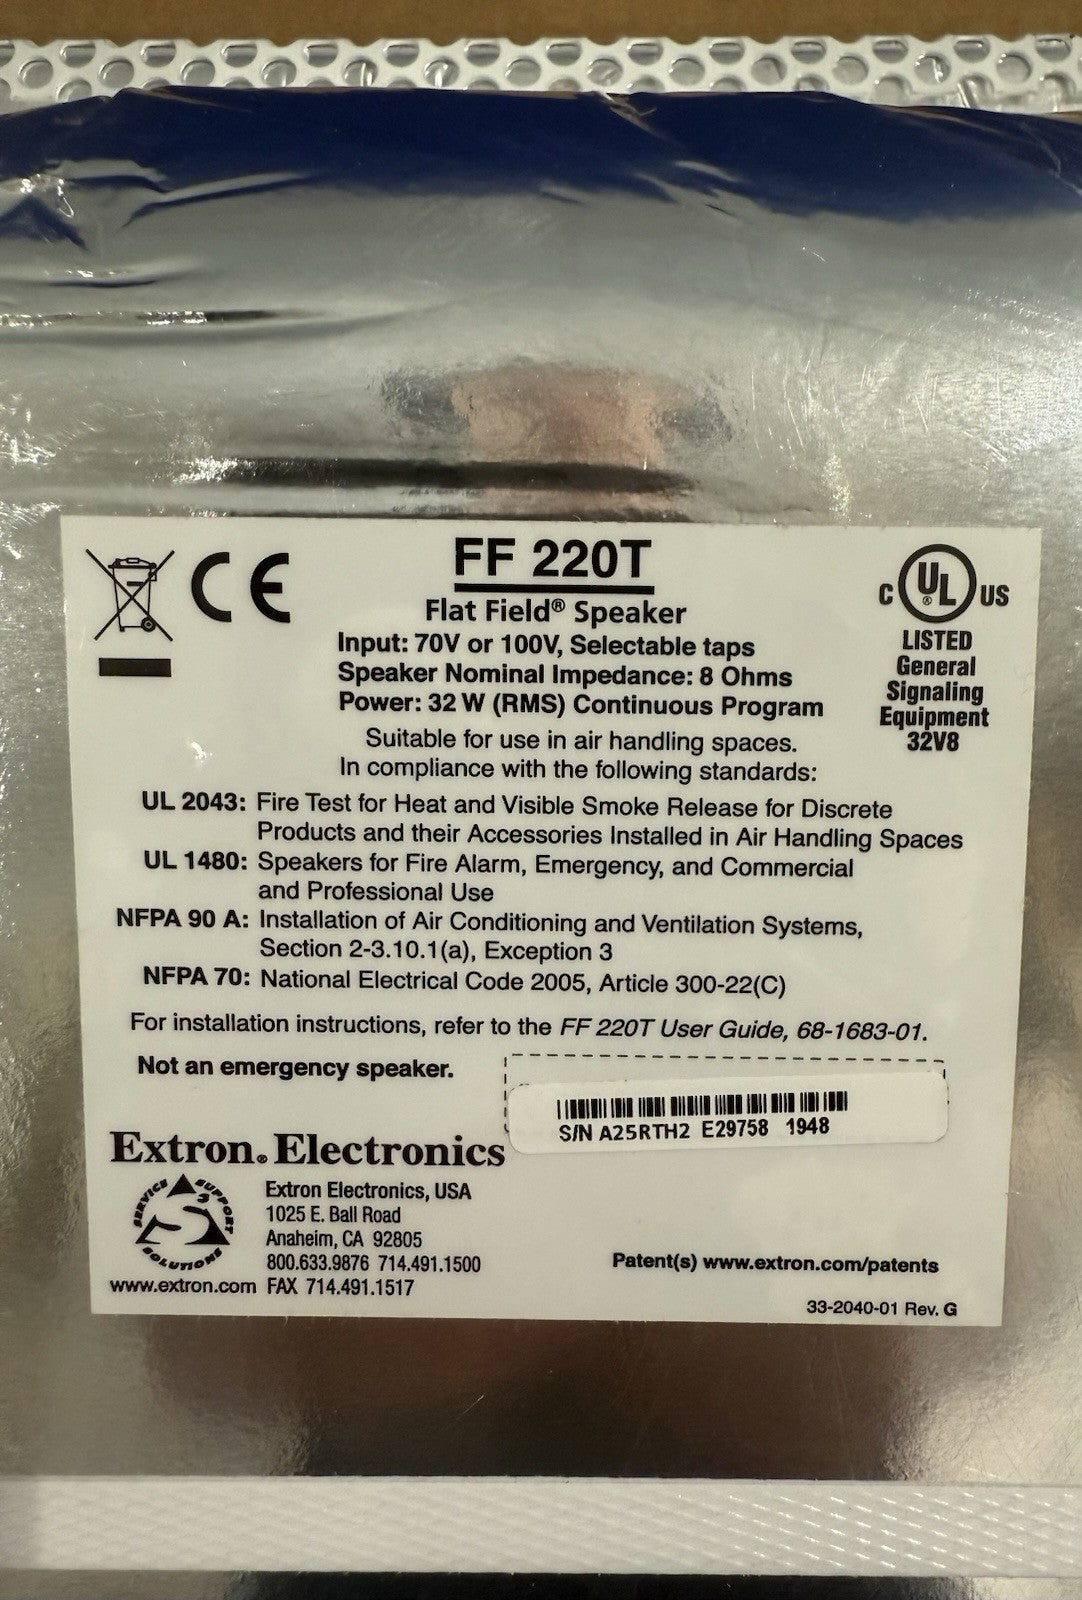 CE
FF 220T
Flat Field® Speaker
Input: 70V or 100V, Selectable taps
Speaker Nominal Impedance: 8 Ohms
Power: 32 W (RMS) Continuous Program
C UL® US
LISTED
General
Signaling
Equipment
32V8
Suitable for use in air handling spaces.
In compliance with the following standards:
UL 2043: Fire Test for Heat and Visible Smoke Release for Discrete
Products and their Accessories Installed in Air Handling Spaces
UL 1480: Speakers for Fire Alarm, Emergency, and Commercial
and Professional Use
NFPA 90 A: Installation of Air Conditioning and Ventilation Systems,
Section 2-3.10.1(a), Exception 3
NFPA 70: National Electrical Code 2005, Article 300-22(C)
For installation instructions, refer to the FF 220T User Guide, 68-1683-01.
Not an emergency speaker.
S/N A25RTH2 E29758 1948
Extron® Electronics
SERVICE SUPPORT SOLUTIONS
Extron Electronics, USA
1025 E. Ball Road
Anaheim, CA 92805
800.633.9876 714.491.1500
www.extron.com FAX 714.491.1517
Patent(s) www.extron.com/patents
33-2040-01 Rev. G